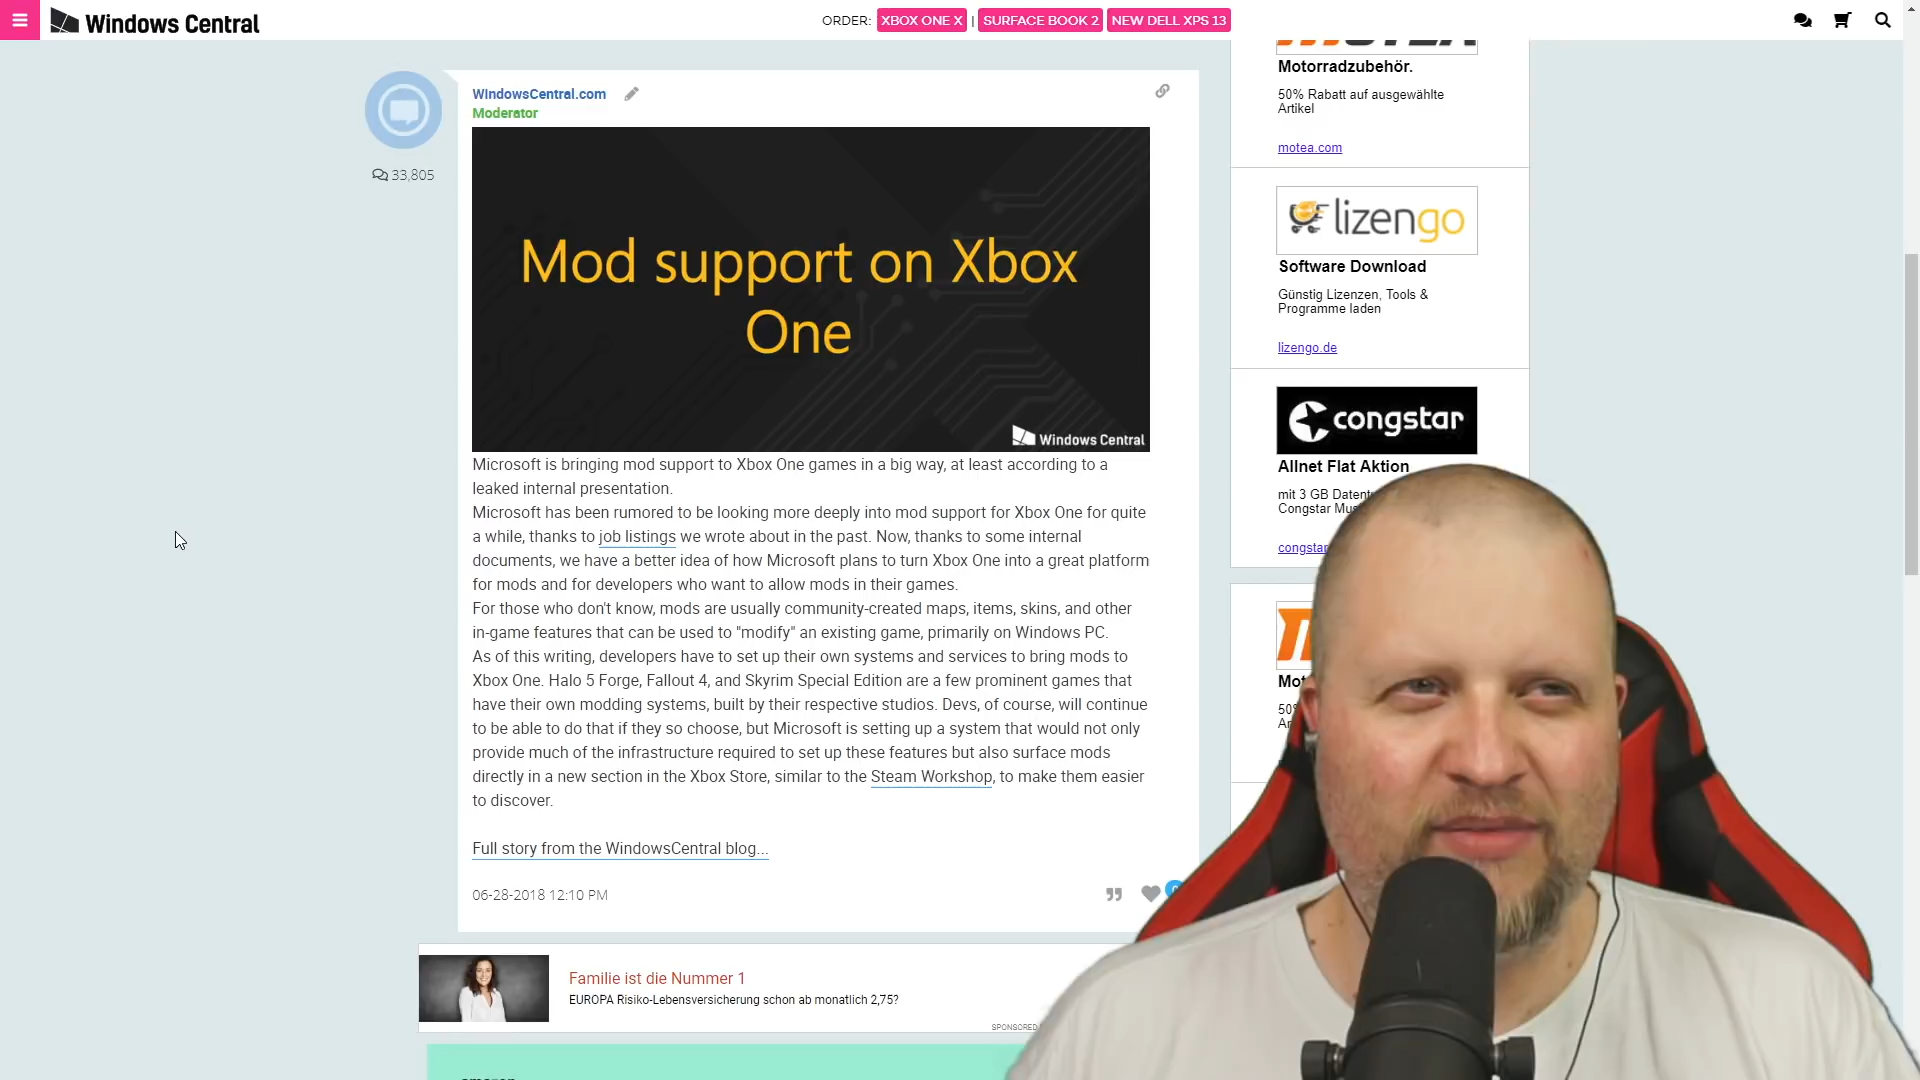 Windows Central
ORDER: XBOX ONE X | SURFACE BOOK 2 NEW DELL XPS 13
WindowsCentral.com
Moderator
33,805
Mod support on Xbox
One
Windows Central
Microsoft is bringing mod support to Xbox One games in a big way, at least according to a
leaked internal presentation.
Microsoft has been rumored to be looking more deeply into mod support for Xbox One for quite
a while, thanks to job listings we wrote about in the past. Now, thanks to some internal
documents, we have a better idea of how Microsoft plans to turn Xbox One into a great platform
for mods and for developers who want to allow mods in their games.
For those who don't know, mods are usually community-created maps, items, skins, and other
in-game features that can be used to "modify" an existing game, primarily on Windows PC.
As of this writing, developers have to set up their own systems and services to bring mods to
Xbox One. Halo 5 Forge, Fallout 4, and Skyrim Special Edition are a few prominent games that
have their own modding systems, built by their respective studios. Devs, of course, will continue
to be able to do that if they so choose, but Microsoft is setting up a system that would not only
provide much of the infrastructure required to set up these features but also surface mods
directly in a new section in the Xbox Store, similar to the Steam Workshop, to make them easier
to discover.
Full story from the WindowsCentral blog...
06-28-2018 12:10 PM
Familie ist die Nummer 1
EUROPA Risiko-Lebensversicherung schon ab monatlich 2,75?
SPONSORED
Motorradzubehör.
50% Rabatt auf ausgewählte
Artikel
motea.com
lizengo
Software Download
Günstig Lizenzen, Tools &
Programme laden
lizengo.de
congstar
Allnet Flat Aktion
mit 3 GB Daten
Congstar Mus
congstar
Mot
50%